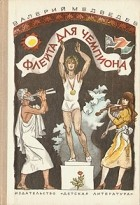 ВАЛЕРИЙ МЕДВЕДЕВ
ФЛЕЙТА ДЛЯ ЧЕМПИОНА
ИЗДАТЕЛЬСТВО «ДЕТСКАЯ ЛИТЕРАТУРА»